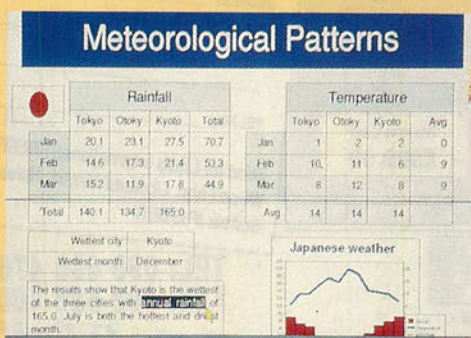 Meteorological Patterns
Rainfall
Tokyo Otoky Kyoto Total
Jan 20.1 23.1 27.5 70.7
Feb 14.6 17.3 21.4 53.3
Mar 15.2 11.9 17.8 44.9
Total 140.1 134.7 165.0
Temperature
Tokyo Otoky Kyoto Avg
Jan 1 2 2 0
Feb 10 11 6 9
Mar 8 12 8 9
Avg 14 14 14
Wettest city Kyoto
Wettest month December
The results show that Kyoto is the wettest
of the three cities with annual rainfall of
165.0. July is both the hottest and driest
month.
Japanese weather